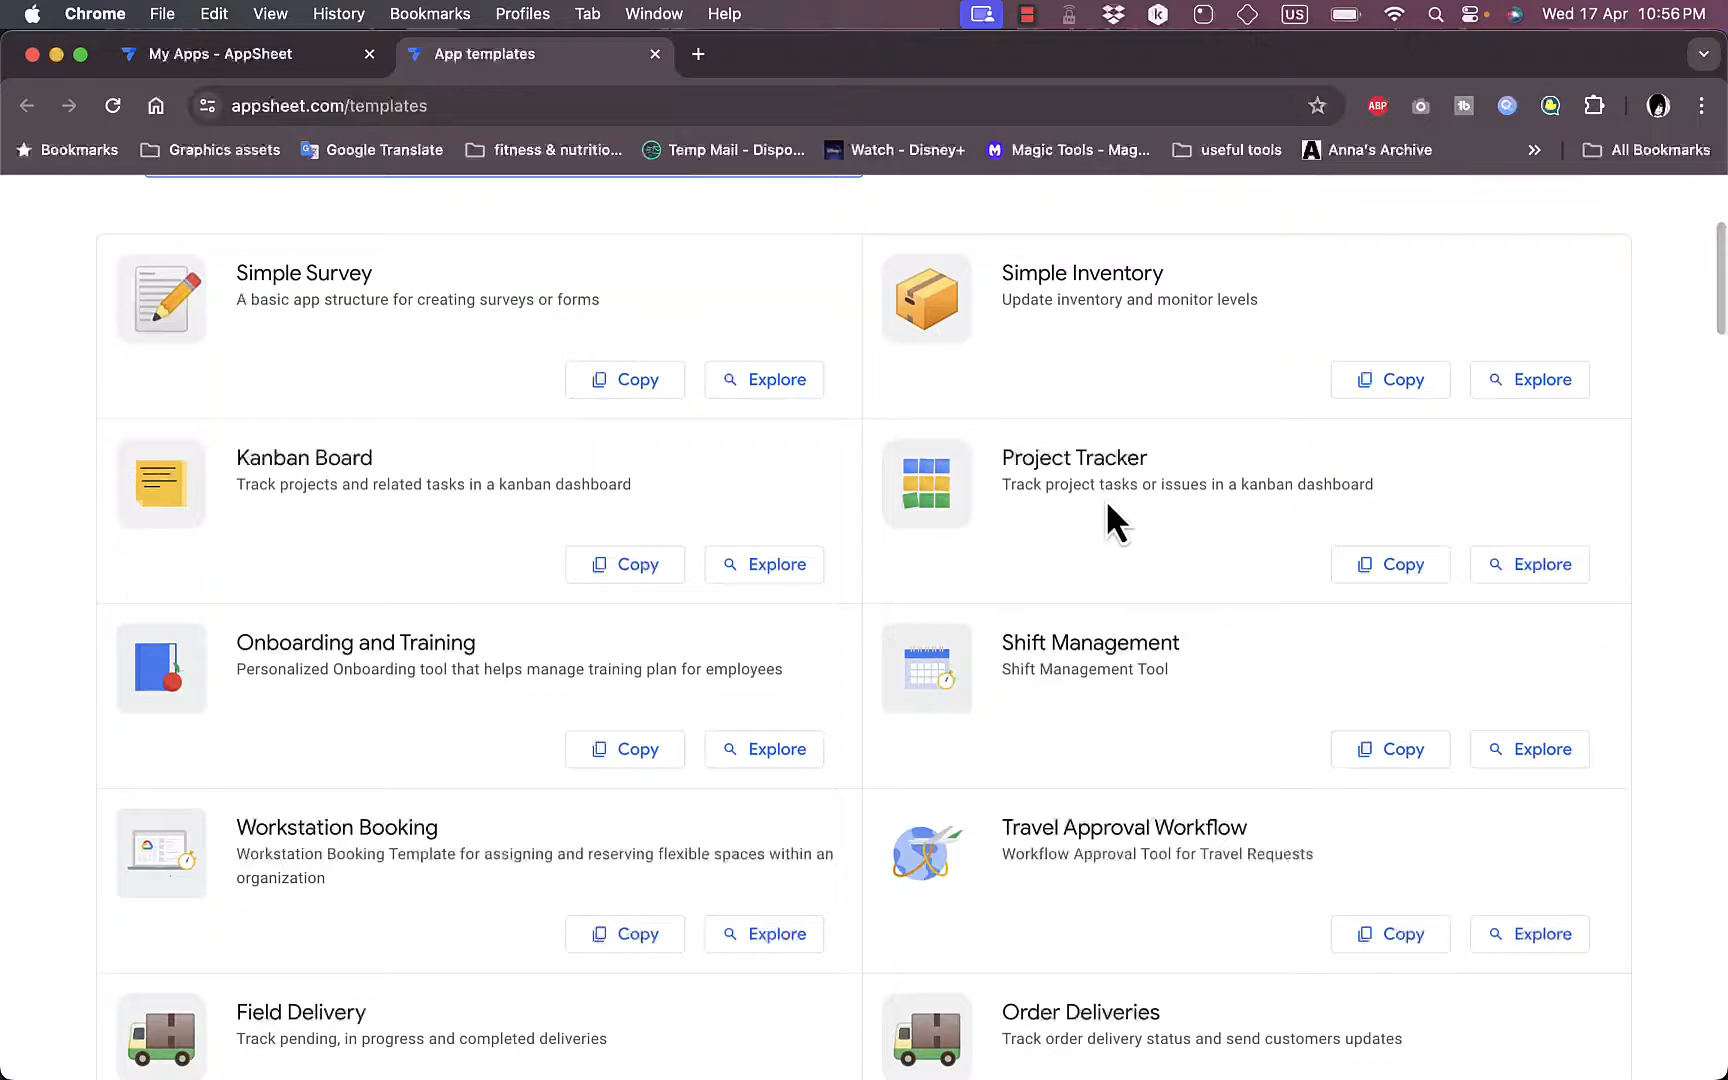 Chrome File Edit View History Bookmarks Profiles Tab Window Help US Wed 17 Apr 10:56 PM
My Apps - AppSheet App templates
appsheet.com/templates ABP tb
Bookmarks Graphics assets Google Translate fitness & nutritio... Temp Mail - Dispo... Watch - Disney+ Magic Tools - Mag... useful tools Anna's Archive All Bookmarks
Simple Survey
A basic app structure for creating surveys or forms
Copy Explore
Simple Inventory
Update inventory and monitor levels
Copy Explore
Kanban Board
Track projects and related tasks in a kanban dashboard
Copy Explore
Project Tracker
Track project tasks or issues in a kanban dashboard
Copy Explore
Onboarding and Training
Personalized Onboarding tool that helps manage training plan for employees
Copy Explore
Shift Management
Shift Management Tool
Copy Explore
Workstation Booking
Workstation Booking Template for assigning and reserving flexible spaces within an
organization
Copy Explore
Travel Approval Workflow
Workflow Approval Tool for Travel Requests
Copy Explore
Field Delivery
Track pending, in progress and completed deliveries
Order Deliveries
Track order delivery status and send customers updates